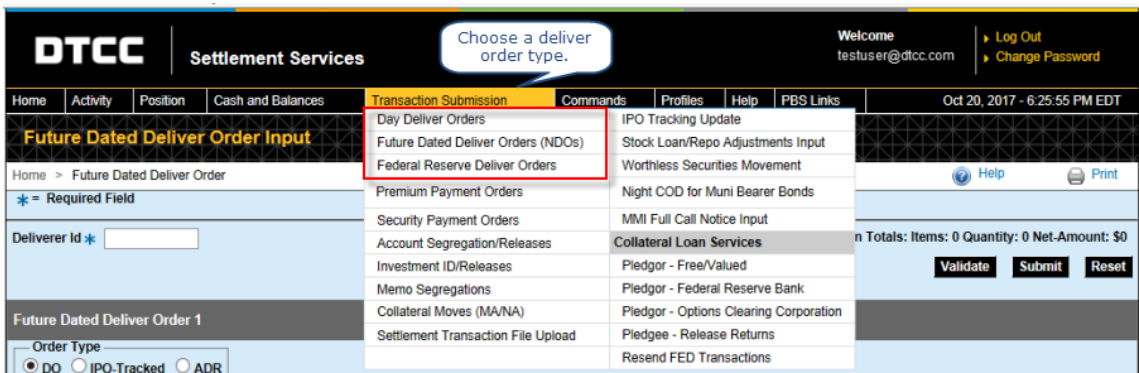 DTCC
Settlement Services
Choose a deliver
order type.
Welcome
testuser@dtcc.com
Log Out
Change Password
Home
Activity
Position
Cash and Balances
Transaction Submission
Commands
Profiles
Help
PBS Links
Oct 20, 2017 - 6:25:55 PM EDT
Future Dated Deliver Order Input
Home > Future Dated Deliver Order
Help
Print
* = Required Field
Deliverer Id *
n Totals: Items: 0 Quantity: 0 Net-Amount: $0
Validate
Submit
Reset
Day Deliver Orders
Future Dated Deliver Orders (NDOs)
Federal Reserve Deliver Orders
Premium Payment Orders
Security Payment Orders
Account Segregation/Releases
Investment ID/Releases
Memo Segregations
Collateral Moves (MA/NA)
Settlement Transaction File Upload
IPO Tracking Update
Stock Loan/Repo Adjustments Input
Worthless Securities Movement
Night COD for Muni Bearer Bonds
MMI Full Call Notice Input
Collateral Loan Services
Pledgor - Free/Valued
Pledgor - Federal Reserve Bank
Pledgor - Options Clearing Corporation
Pledgee - Release Returns
Resend FED Transactions
Future Dated Deliver Order 1
Order Type
DO
IPO-Tracked
ADR